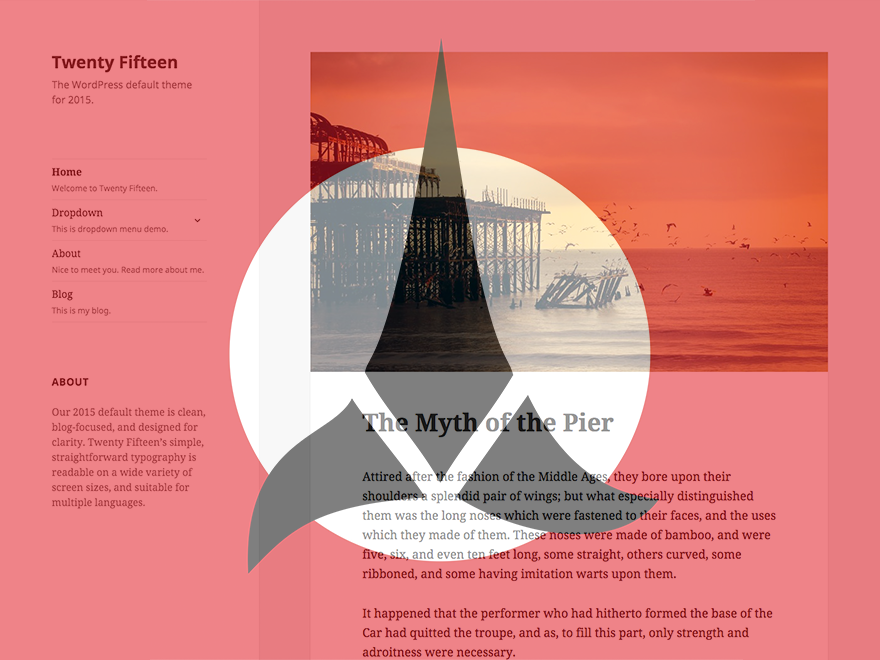 Twenty Fifteen
The WordPress default theme
for 2015.
Home
Welcome to Twenty Fifteen.
Dropdown
This is dropdown menu demo.
About
Nice to meet you. Read more about me.
Blog
This is my blog.
ABOUT
Our 2015 default theme is clean,
blog-focused, and designed for
clarity. Twenty Fifteen's simple,
straightforward typography is
readable on a wide variety of
screen sizes, and suitable for
multiple languages.
The Myth of the Pier
Attired after the fashion of the Middle Ages, they bore upon their
shoulders a splendid pair of wings; but what especially distinguished
them was the long noses which were fastened to their faces, and the uses
which they made of them. These noses were made of bamboo, and were
five, six, and even ten feet long, some straight, others curved, some
ribboned, and some having imitation warts upon them.
It happened that the performer who had hitherto formed the base of the
Car had quitted the troupe, and as, to fill this part, only strength and
adroitness were necessary.